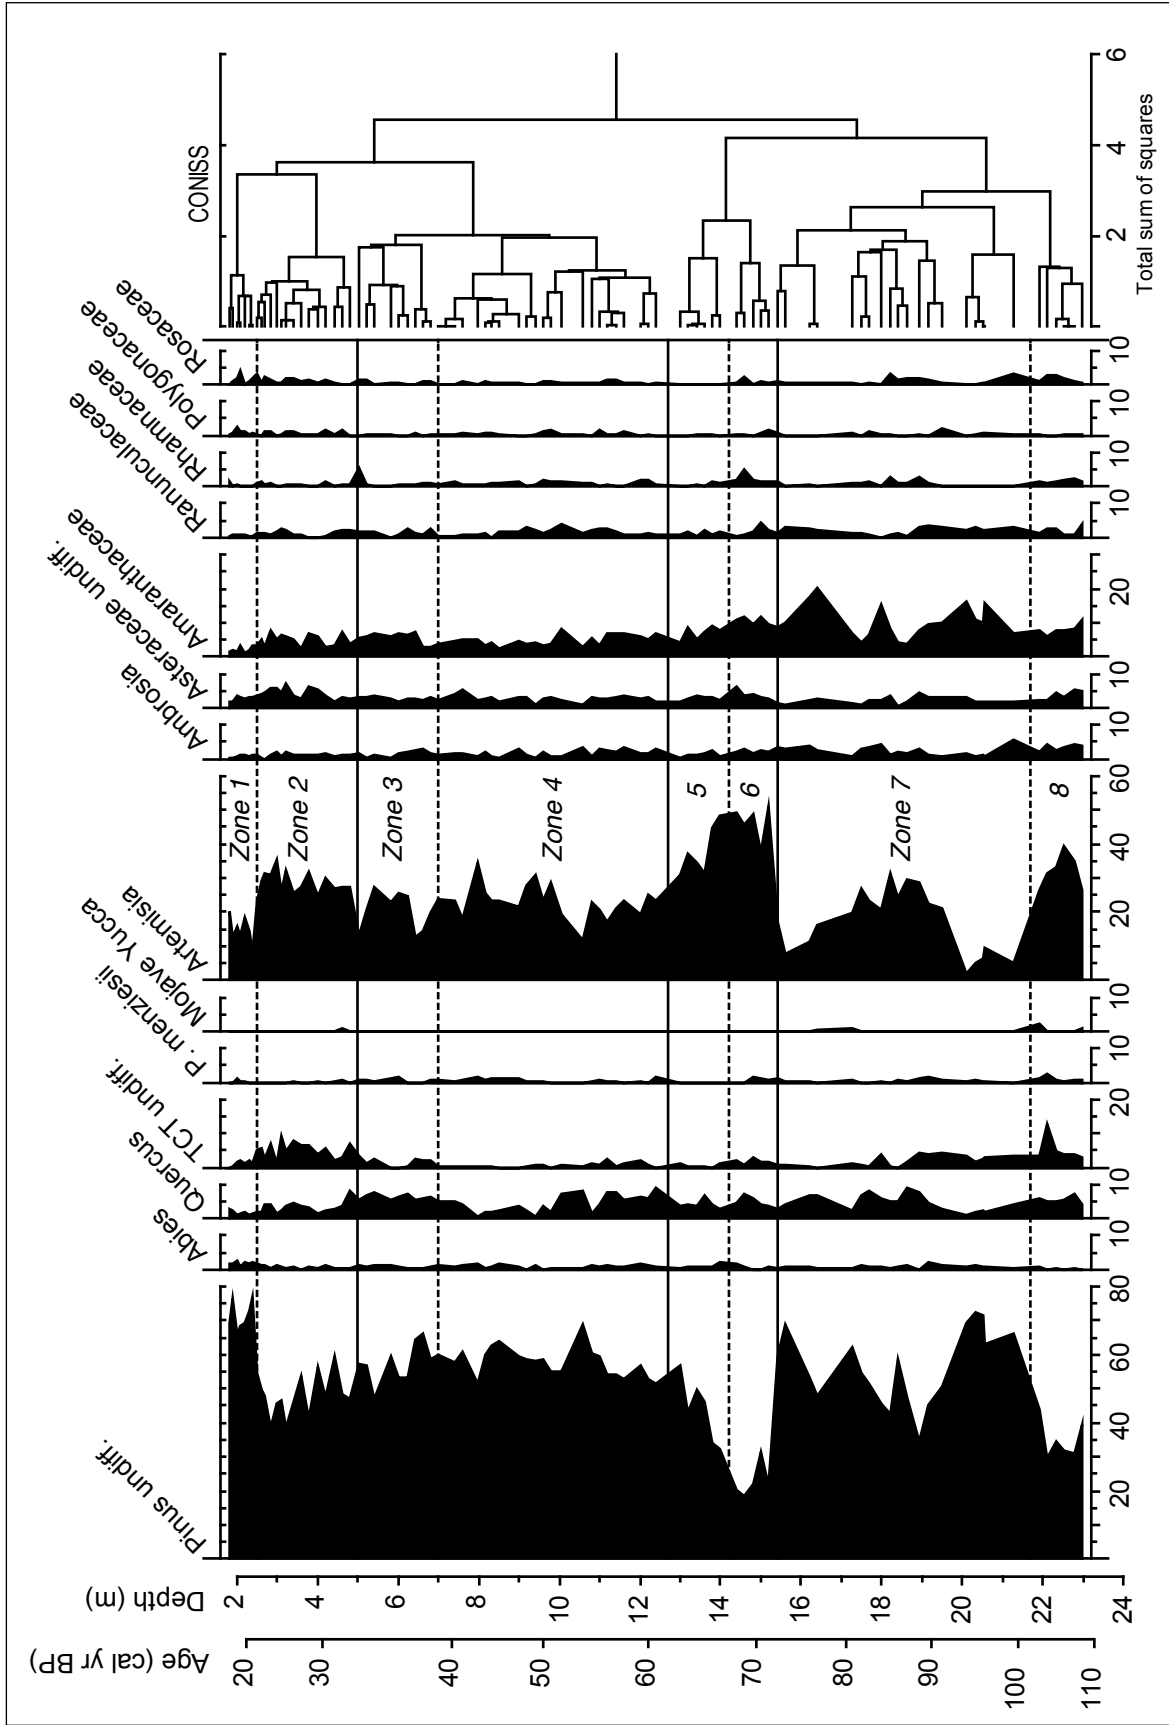 Age (cal yr BP)
20
30
40
50
60
70
80
90
100
110
Depth (m)
2
4
6
8
10
12
14
16
18
20
22
24
Pinus undiff.
20
40
60
80
Abies
10
Quercus
10
TCT undiff.
20
P. menziesii
10
Mojave Yucca
10
Artemisia
20
40
60
Zone 1
Zone 2
Zone 3
Zone 4
5
6
Zone 7
8
Ambrosia
10
Asteraceae undiff.
10
Amaranthaceae
20
Ranunculaceae
10
Rhamnaceae
10
Polygonaceae
10
Rosaceae
10
CONISS
2
4
6
Total sum of squares